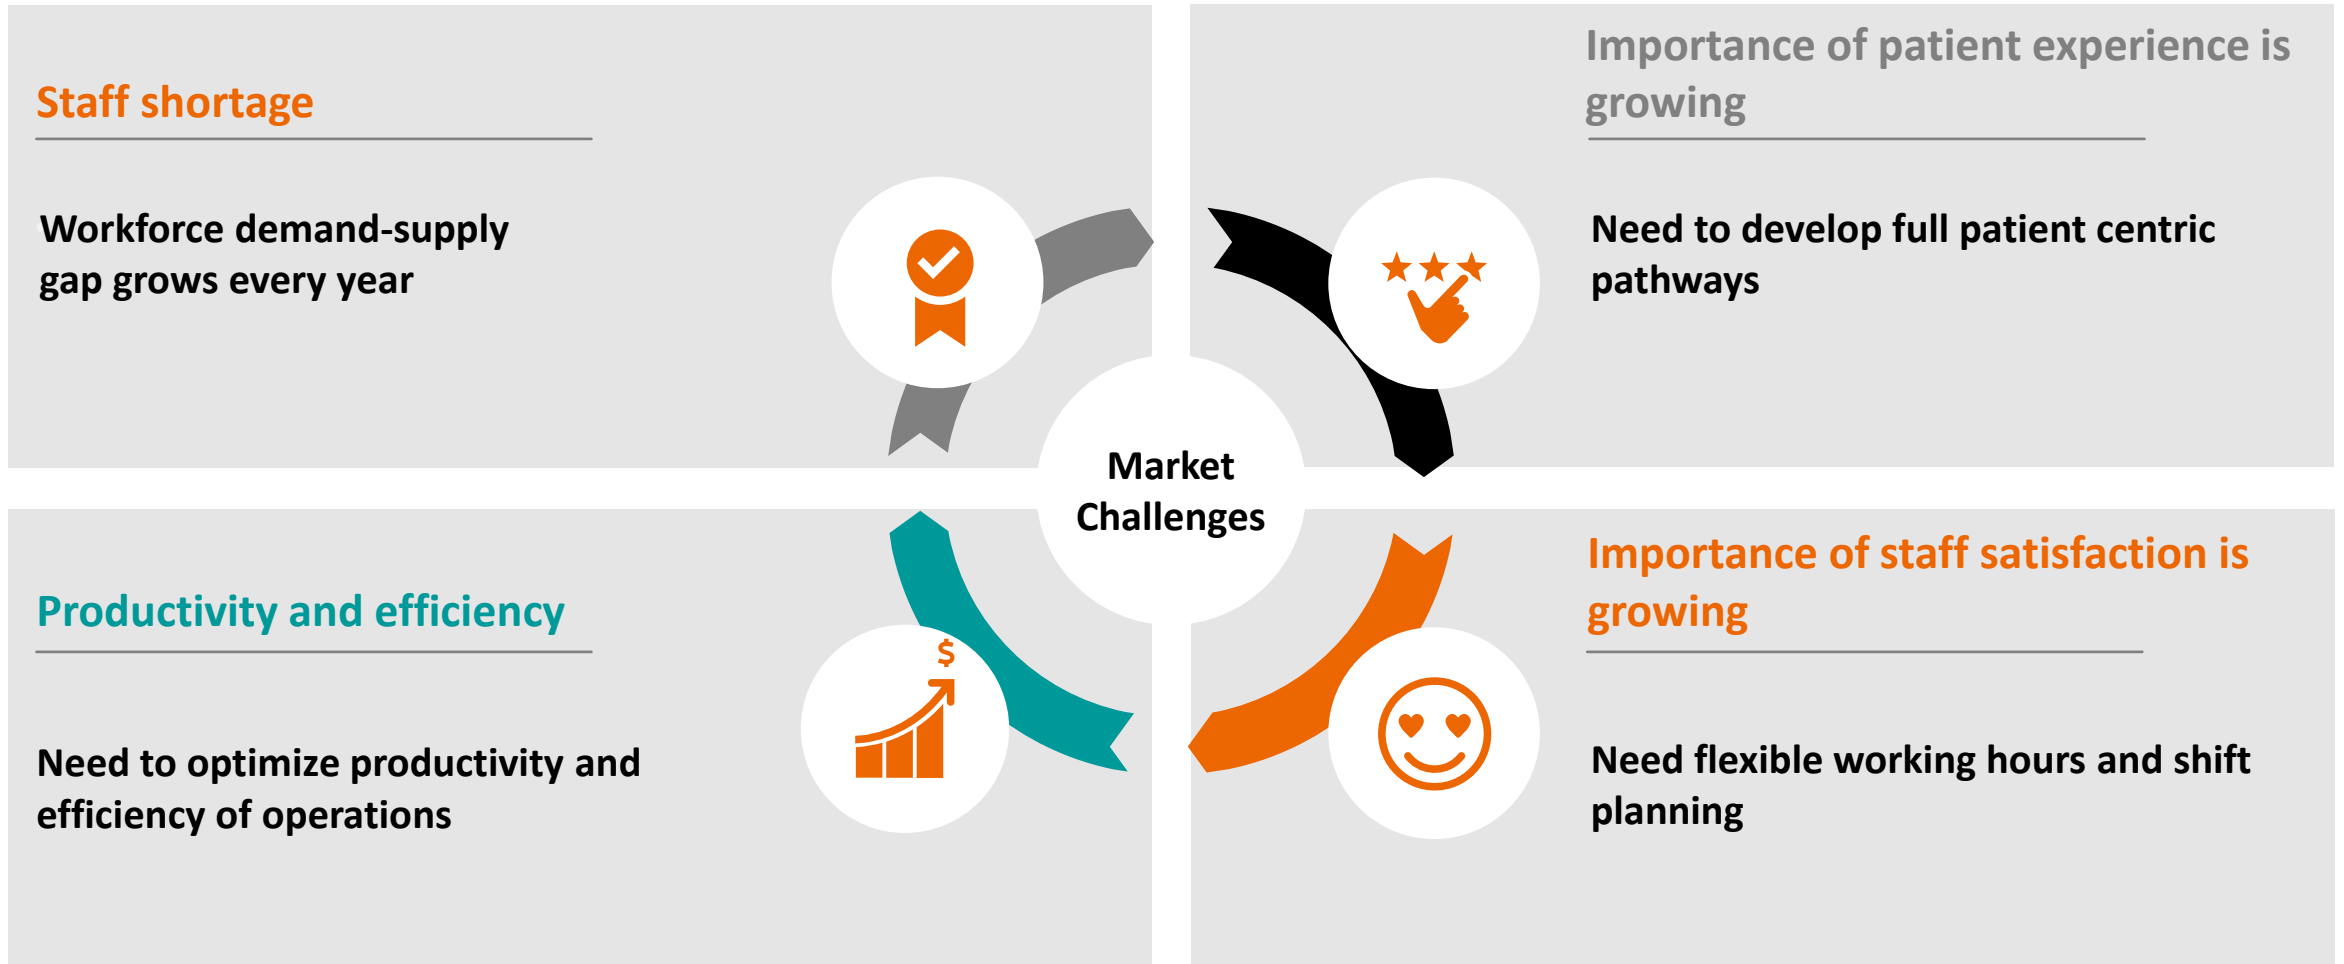 Staff shortage
Workforce demand-supply
gap grows every year
Importance of patient experience is
growing
Need to develop full patient centric
pathways
Market
Challenges
Productivity and efficiency
$
Need to optimize productivity and
efficiency of operations
Importance of staff satisfaction is
growing
Need flexible working hours and shift
planning